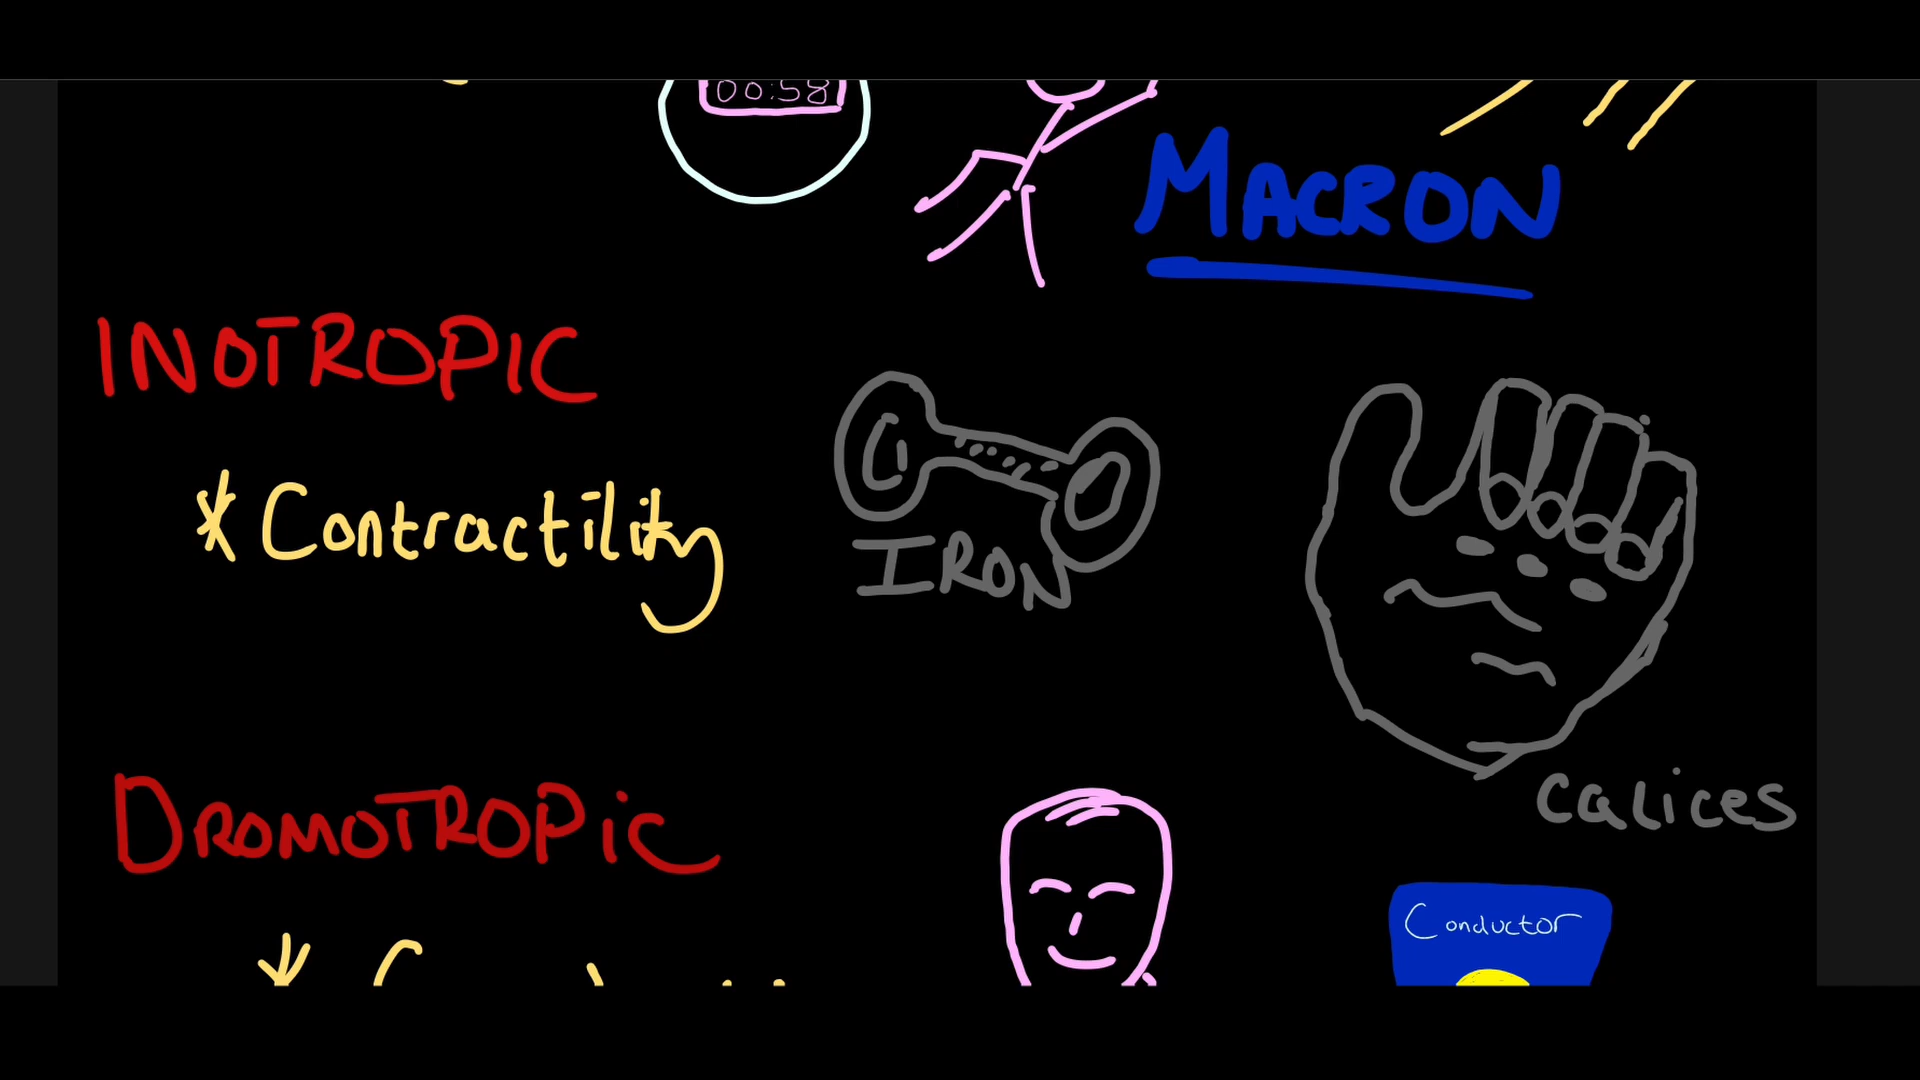 00:58
MACRON
INOTROPIC
* Contractility
IRON
calices
DROMOTROPIC
Conductor